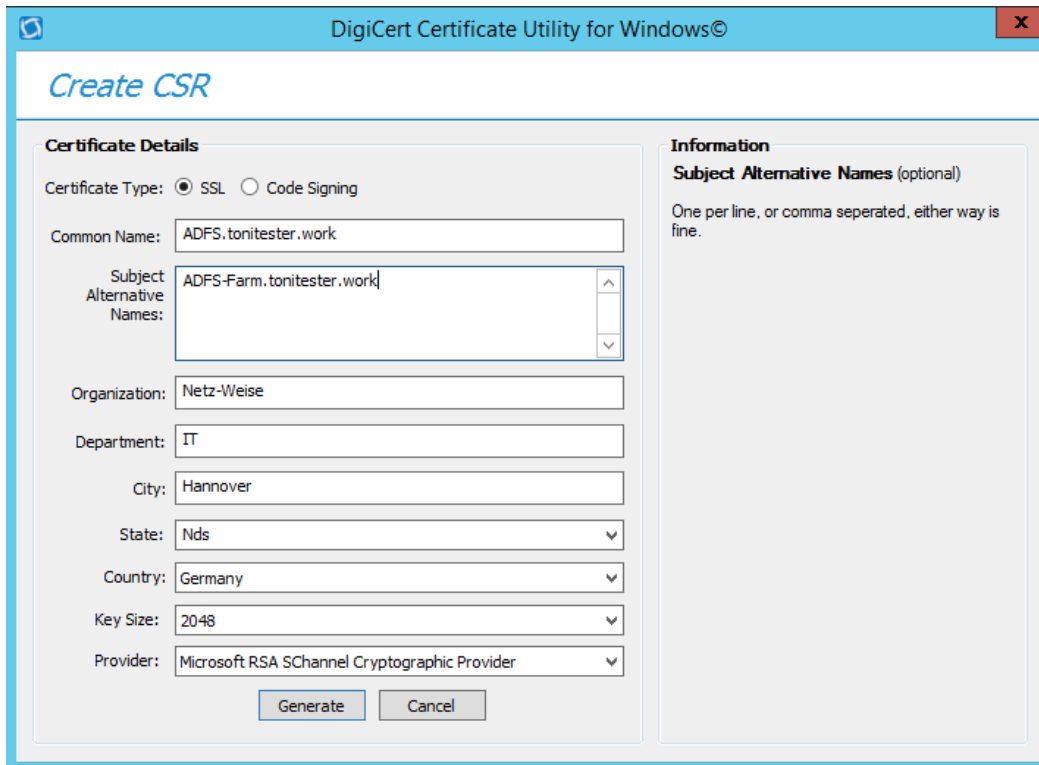 DigiCert Certificate Utility for Windows©
x
Create CSR
Certificate Details
Certificate Type: SSL Code Signing
Common Name: ADFS.tonitester.work
Subject Alternative Names: ADFS-Farm.tonitester.work
Organization: Netz-Weise
Department: IT
City: Hannover
State: Nds
Country: Germany
Key Size: 2048
Provider: Microsoft RSA SChannel Cryptographic Provider
Generate Cancel
Information
Subject Alternative Names (optional)
One per line, or comma seperated, either way is
fine.